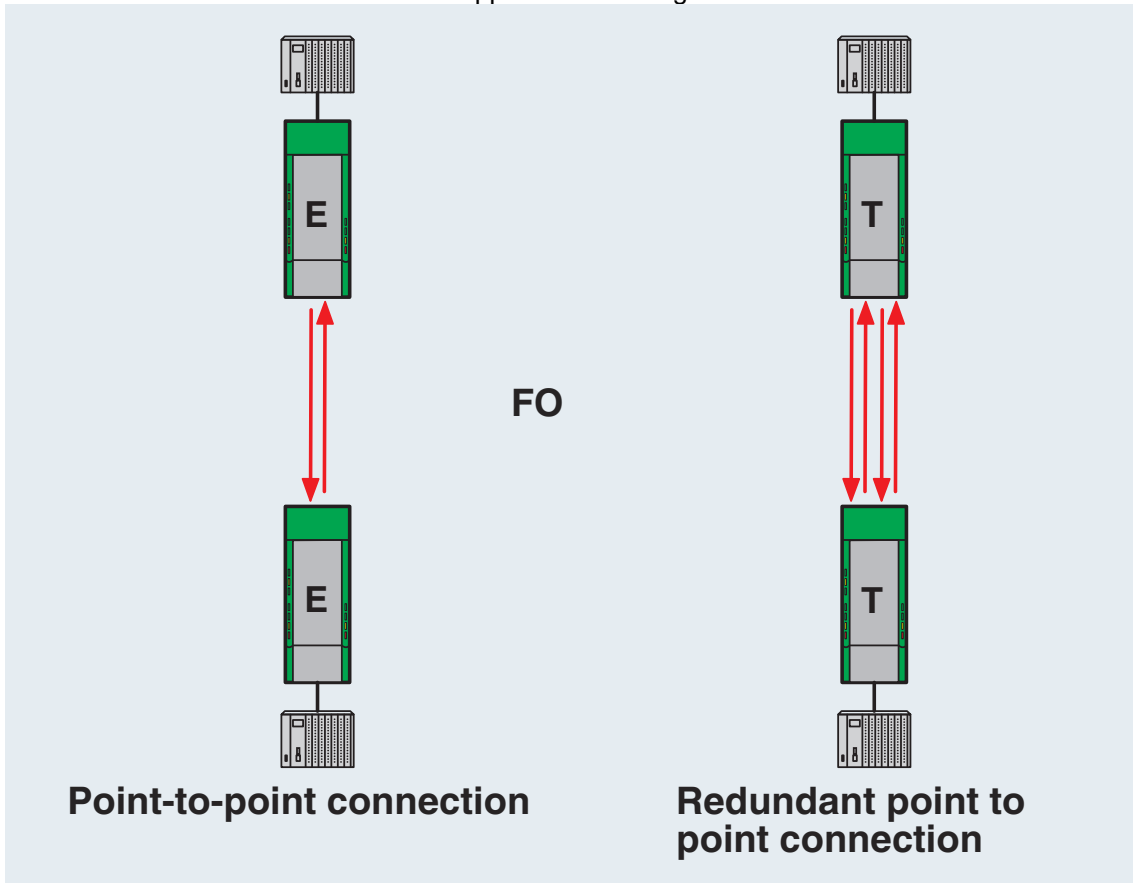 E
T
FO
E
T
Point-to-point connection
Redundant point to
point connection